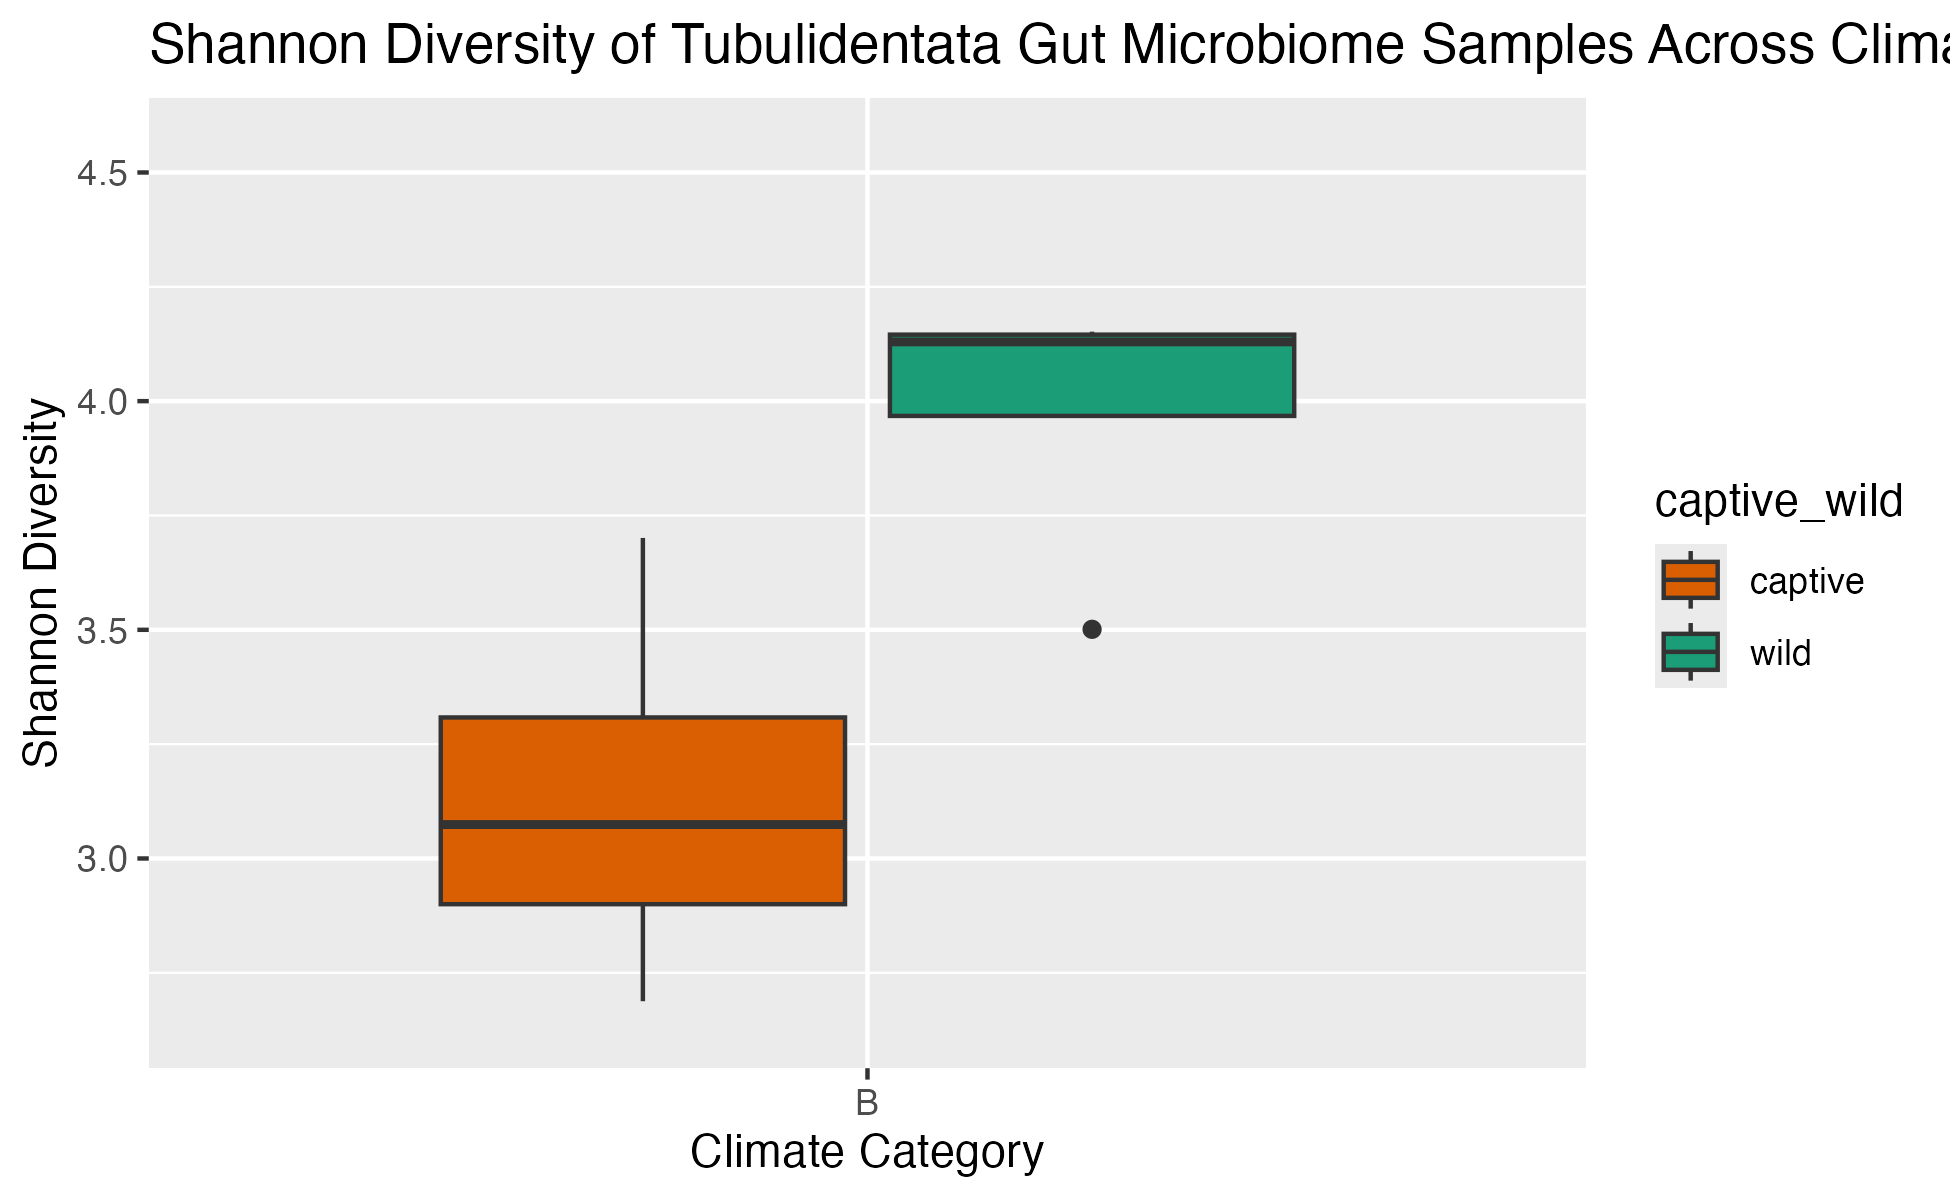 Shannon Diversity of Tubulidentata Gut Microbiome Samples Across
4.5
4.0
3.5
3.0
Shannon Diversity
B
Climate Category
captive_wild
captive
wild